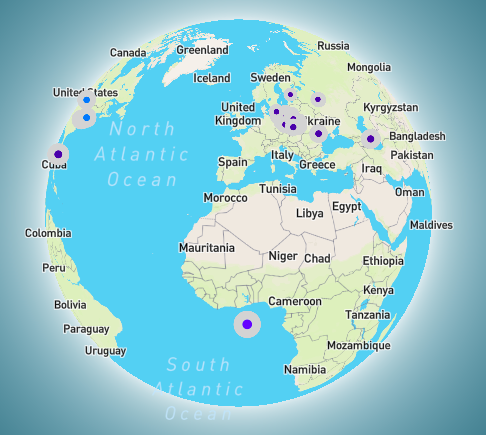 Russia
Canada
Greenland
Mongolia
Iceland
Sweden
United States
United
Kingdom
Kyrgyzstan
Ukraine
North
Atlantic
Ocean
Bangladesh
Pakistan
Cuba
Spain
Italy
Greece
Iraq
Tunisia
Oman
Morocco
Libya
Egypt
Maldives
Colombia
Mauritania
Niger
Chad
Ethiopia
Peru
Kenya
Bolivia
Cameroon
Tanzania
Paraguay
Mozambique
Uruguay
South
Atlantic
Ocean
Namibia